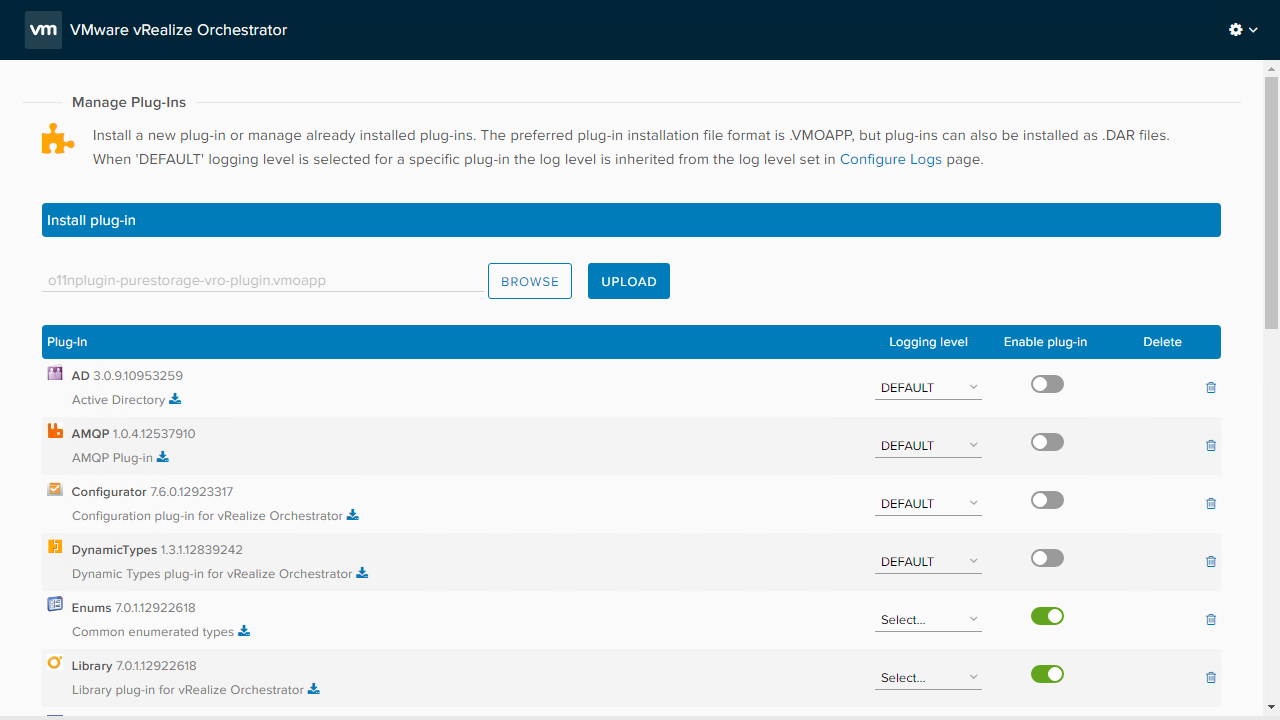 vm VMware vRealize Orchestrator
Manage Plug-Ins
Install a new plug-in or manage already installed plug-ins. The preferred plug-in installation file format is .VMOAPP, but plug-ins can also be installed as .DAR files.
When 'DEFAULT' logging level is selected for a specific plug-in the log level is inherited from the log level set in Configure Logs page.
Install plug-in
o11nplugin-purestorage-vro-plugin.vmoapp BROWSE UPLOAD
Plug-In Logging level Enable plug-in Delete
AD 3.0.9.10953259
DEFAULT
Active Directory
AMQP 1.0.4.12537910
DEFAULT
AMQP Plug-in
Configurator 7.6.0.12923317
DEFAULT
Configuration plug-in for vRealize Orchestrator
DynamicTypes 1.3.1.12839242
DEFAULT
Dynamic Types plug-in for vRealize Orchestrator
Enums 7.0.1.12922618
Select...
Common enumerated types
Library 7.0.1.12922618
Select...
Library plug-in for vRealize Orchestrator